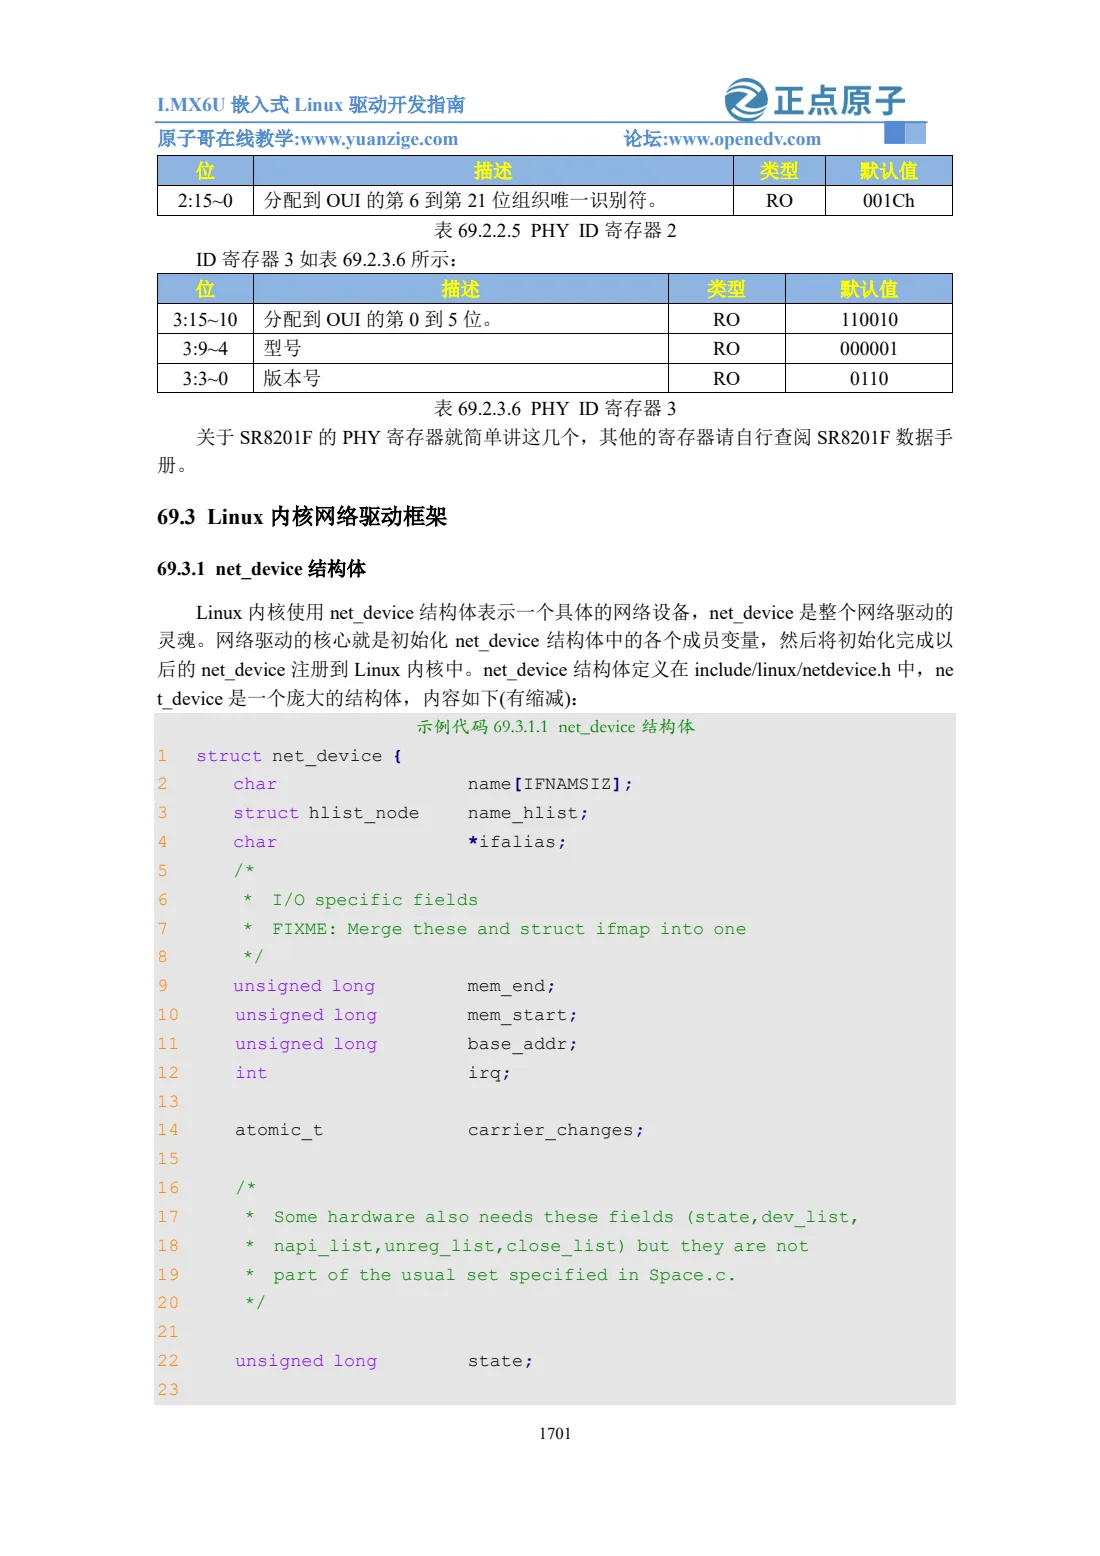 I.MX6U 嵌入式 Linux 驱动开发指南
正点原子
原子哥在线教学:www.yuanzige.com 论坛:www.openedv.com
位 描述 类型 默认值
2:15~0 分配到 OUI 的第 6 到第 21 位组织唯一识别符。 RO 001Ch
表 69.2.2.5 PHY ID 寄存器 2
ID 寄存器 3 如表 69.2.3.6 所示：
位 描述 类型 默认值
3:15~10 分配到 OUI 的第 0 到 5 位。 RO 110010
3:9~4 型号 RO 000001
3:3~0 版本号 RO 0110
表 69.2.3.6 PHY ID 寄存器 3
关于 SR8201F 的 PHY 寄存器就简单讲这几个，其他的寄存器请自行查阅 SR8201F 数据手
册。
69.3 Linux 内核网络驱动框架
69.3.1 net_device 结构体
Linux 内核使用 net_device 结构体表示一个具体的网络设备，net_device 是整个网络驱动的
灵魂。网络驱动的核心就是初始化 net_device 结构体中的各个成员变量，然后将初始化完成以
后的 net_device 注册到 Linux 内核中。net_device 结构体定义在 include/linux/netdevice.h 中，ne
t_device 是一个庞大的结构体，内容如下(有缩减)：
示例代码 69.3.1.1 net_device 结构体
1 struct net_device {
2 char name[IFNAMSIZ];
3 struct hlist_node name_hlist;
4 char *ifalias;
5 /*
6 * I/O specific fields
7 * FIXME: Merge these and struct ifmap into one
8 */
9 unsigned long mem_end;
10 unsigned long mem_start;
11 unsigned long base_addr;
12 int irq;
13
14 atomic_t carrier_changes;
15
16 /*
17 * Some hardware also needs these fields (state,dev_list,
18 * napi_list,unreg_list,close_list) but they are not
19 * part of the usual set specified in Space.c.
20 */
21
22 unsigned long state;
23
1701